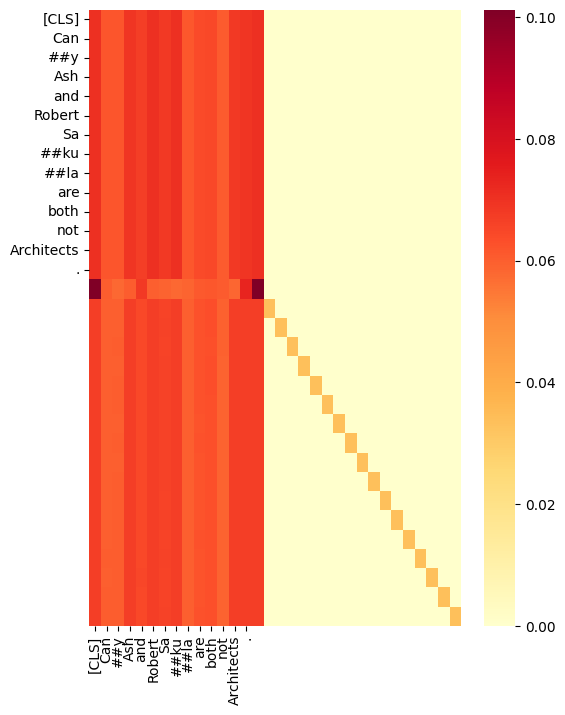 [CLS]
Can
##y
Ash
and
Robert
Sa
##ku
##la
are
both
not
Architects
.
0.10
0.08
0.06
0.04
0.02
0.00
[CLS]
Can
##y
Ash
and
Robert
Sa
##ku
##la
are
both
not
Architects
.